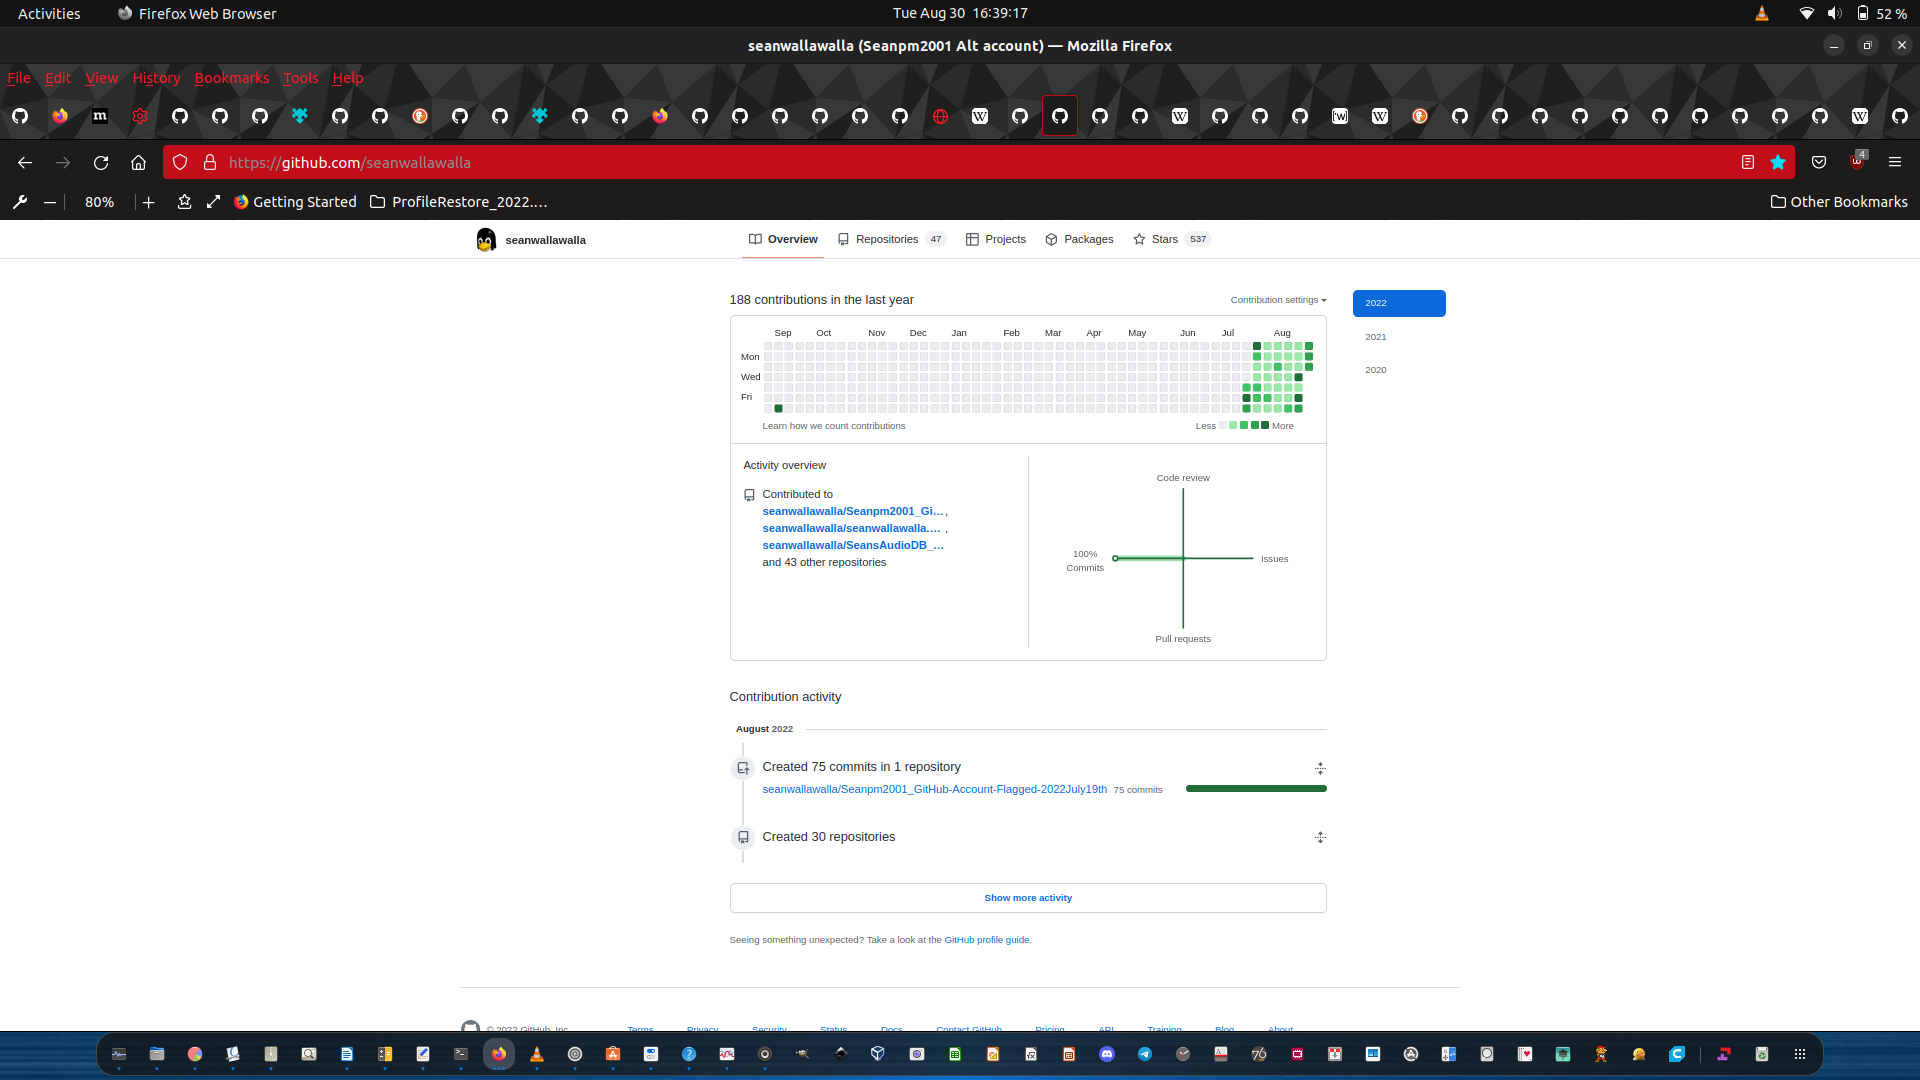 Activities Firefox Web Browser Tue Aug 30 16:39:17 52 %
seanwallawalla (Seanpm2001 Alt account) — Mozilla Firefox
File Edit View History Bookmarks Tools Help
https://github.com/seanwallawalla 4
80% Getting Started ProfileRestore_2022.… Other Bookmarks
seanwallawalla Overview Repositories 47 Projects Packages Stars 537
188 contributions in the last year Contribution settings 2022
2021
2020
Sep Oct Nov Dec Jan Feb Mar Apr May Jun Jul Aug
Mon
Wed
Fri
Learn how we count contributions Less More
Activity overview
Contributed to
seanwallawalla/Seanpm2001_Gi…,
seanwallawalla/seanwallawalla.… ,
seanwallawalla/SeansAudioDB_…
and 43 other repositories
Code review
100%
Commits
Issues
Pull requests
Contribution activity
August 2022
Created 75 commits in 1 repository
seanwallawalla/Seanpm2001_GitHub-Account-Flagged-2022July19th 75 commits
Created 30 repositories
Show more activity
Seeing something unexpected? Take a look at the GitHub profile guide.
© 2022 GitHub, Inc. Terms Privacy Security Status Docs Contact GitHub Pricing API Training Blog About